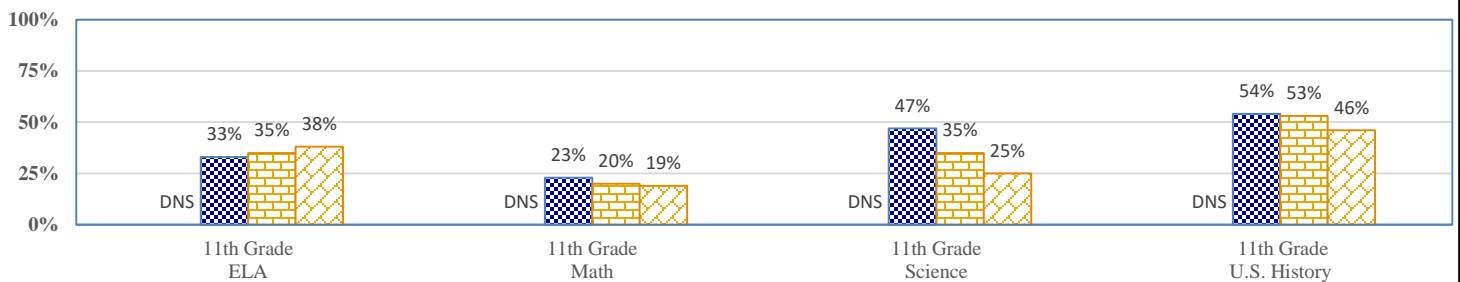 100%
75%
50%
25%
0%
DNS 33% 35% 38%
DNS 23% 20% 19%
DNS 47% 35% 25%
DNS 54% 53% 46%
11th Grade
ELA
11th Grade
Math
11th Grade
Science
11th Grade
U.S. History